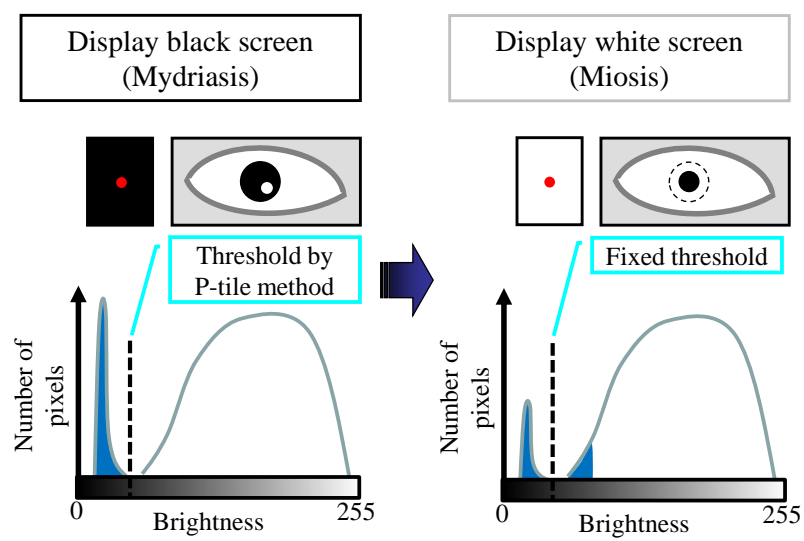 Display black screen
(Mydriasis)
Display white screen
(Miosis)
Threshold by
P-tile method
Fixed threshold
Number of
pixels
0
Brightness
255
Number of
pixels
0
Brightness
255